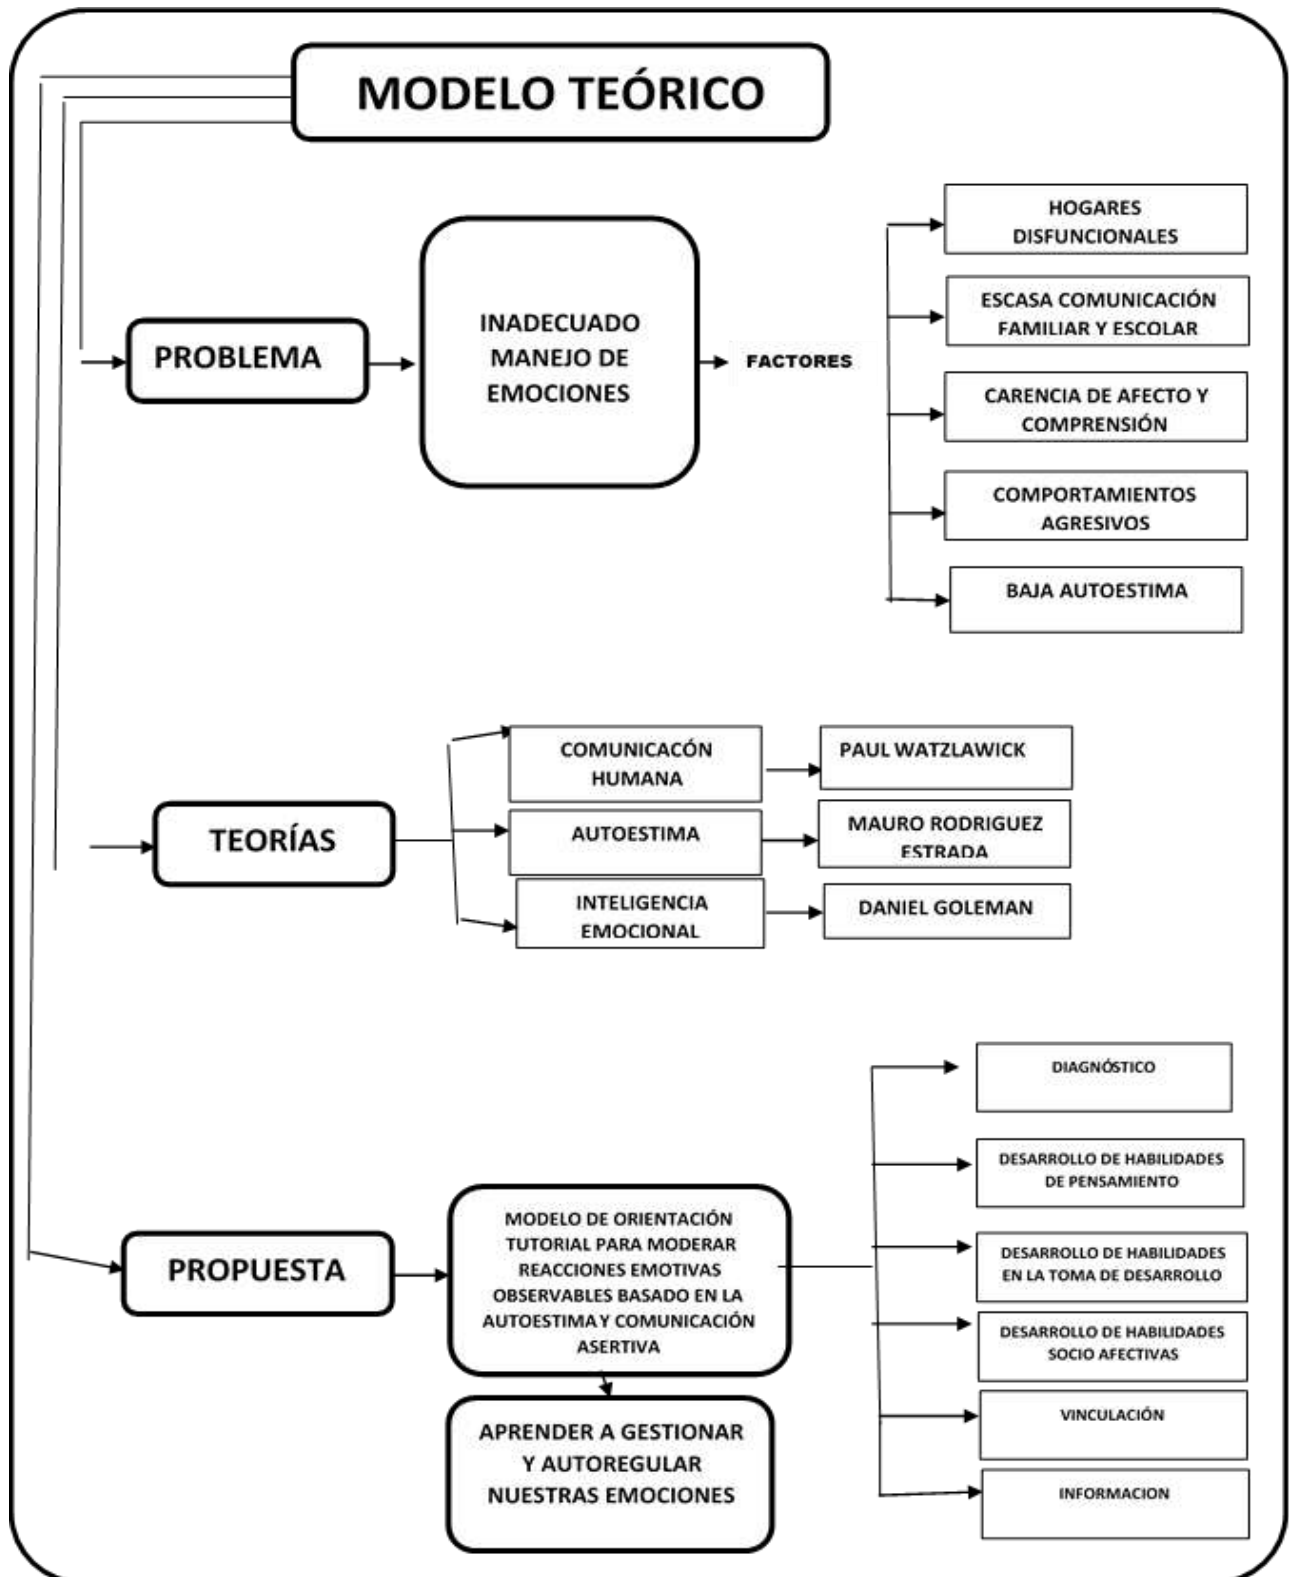 MODELO TEÓRICO
PROBLEMA
INADECUADO
MANEJO DE
EMOCIONES
FACTORES
HOGARES
DISFUNCIONALES
ESCASA COMUNICACIÓN
FAMILIAR Y ESCOLAR
CARENCIA DE AFECTO Y
COMPRENSIÓN
COMPORTAMIENTOS
AGRESIVOS
BAJA AUTOESTIMA
TEORÍAS
COMUNICACÓN
HUMANA
PAUL WATZLAWICK
AUTOESTIMA
MAURO RODRIGUEZ
ESTRADA
INTELIGENCIA
EMOCIONAL
DANIEL GOLEMAN
PROPUESTA
MODELO DE ORIENTACIÓN
TUTORIAL PARA MODERAR
REACCIONES EMOTIVAS
OBSERVABLES BASADO EN LA
AUTOESTIMA Y COMUNICACIÓN
ASERTIVA
APRENDER A GESTIONAR
Y AUTOREGULAR
NUESTRAS EMOCIONES
DIAGNÓSTICO
DESARROLLO DE HABILIDADES
DE PENSAMIENTO
DESARROLLO DE HABILIDADES
EN LA TOMA DE DESARROLLO
DESARROLLO DE HABILIDADES
SOCIO AFECTIVAS
VINCULACIÓN
INFORMACION